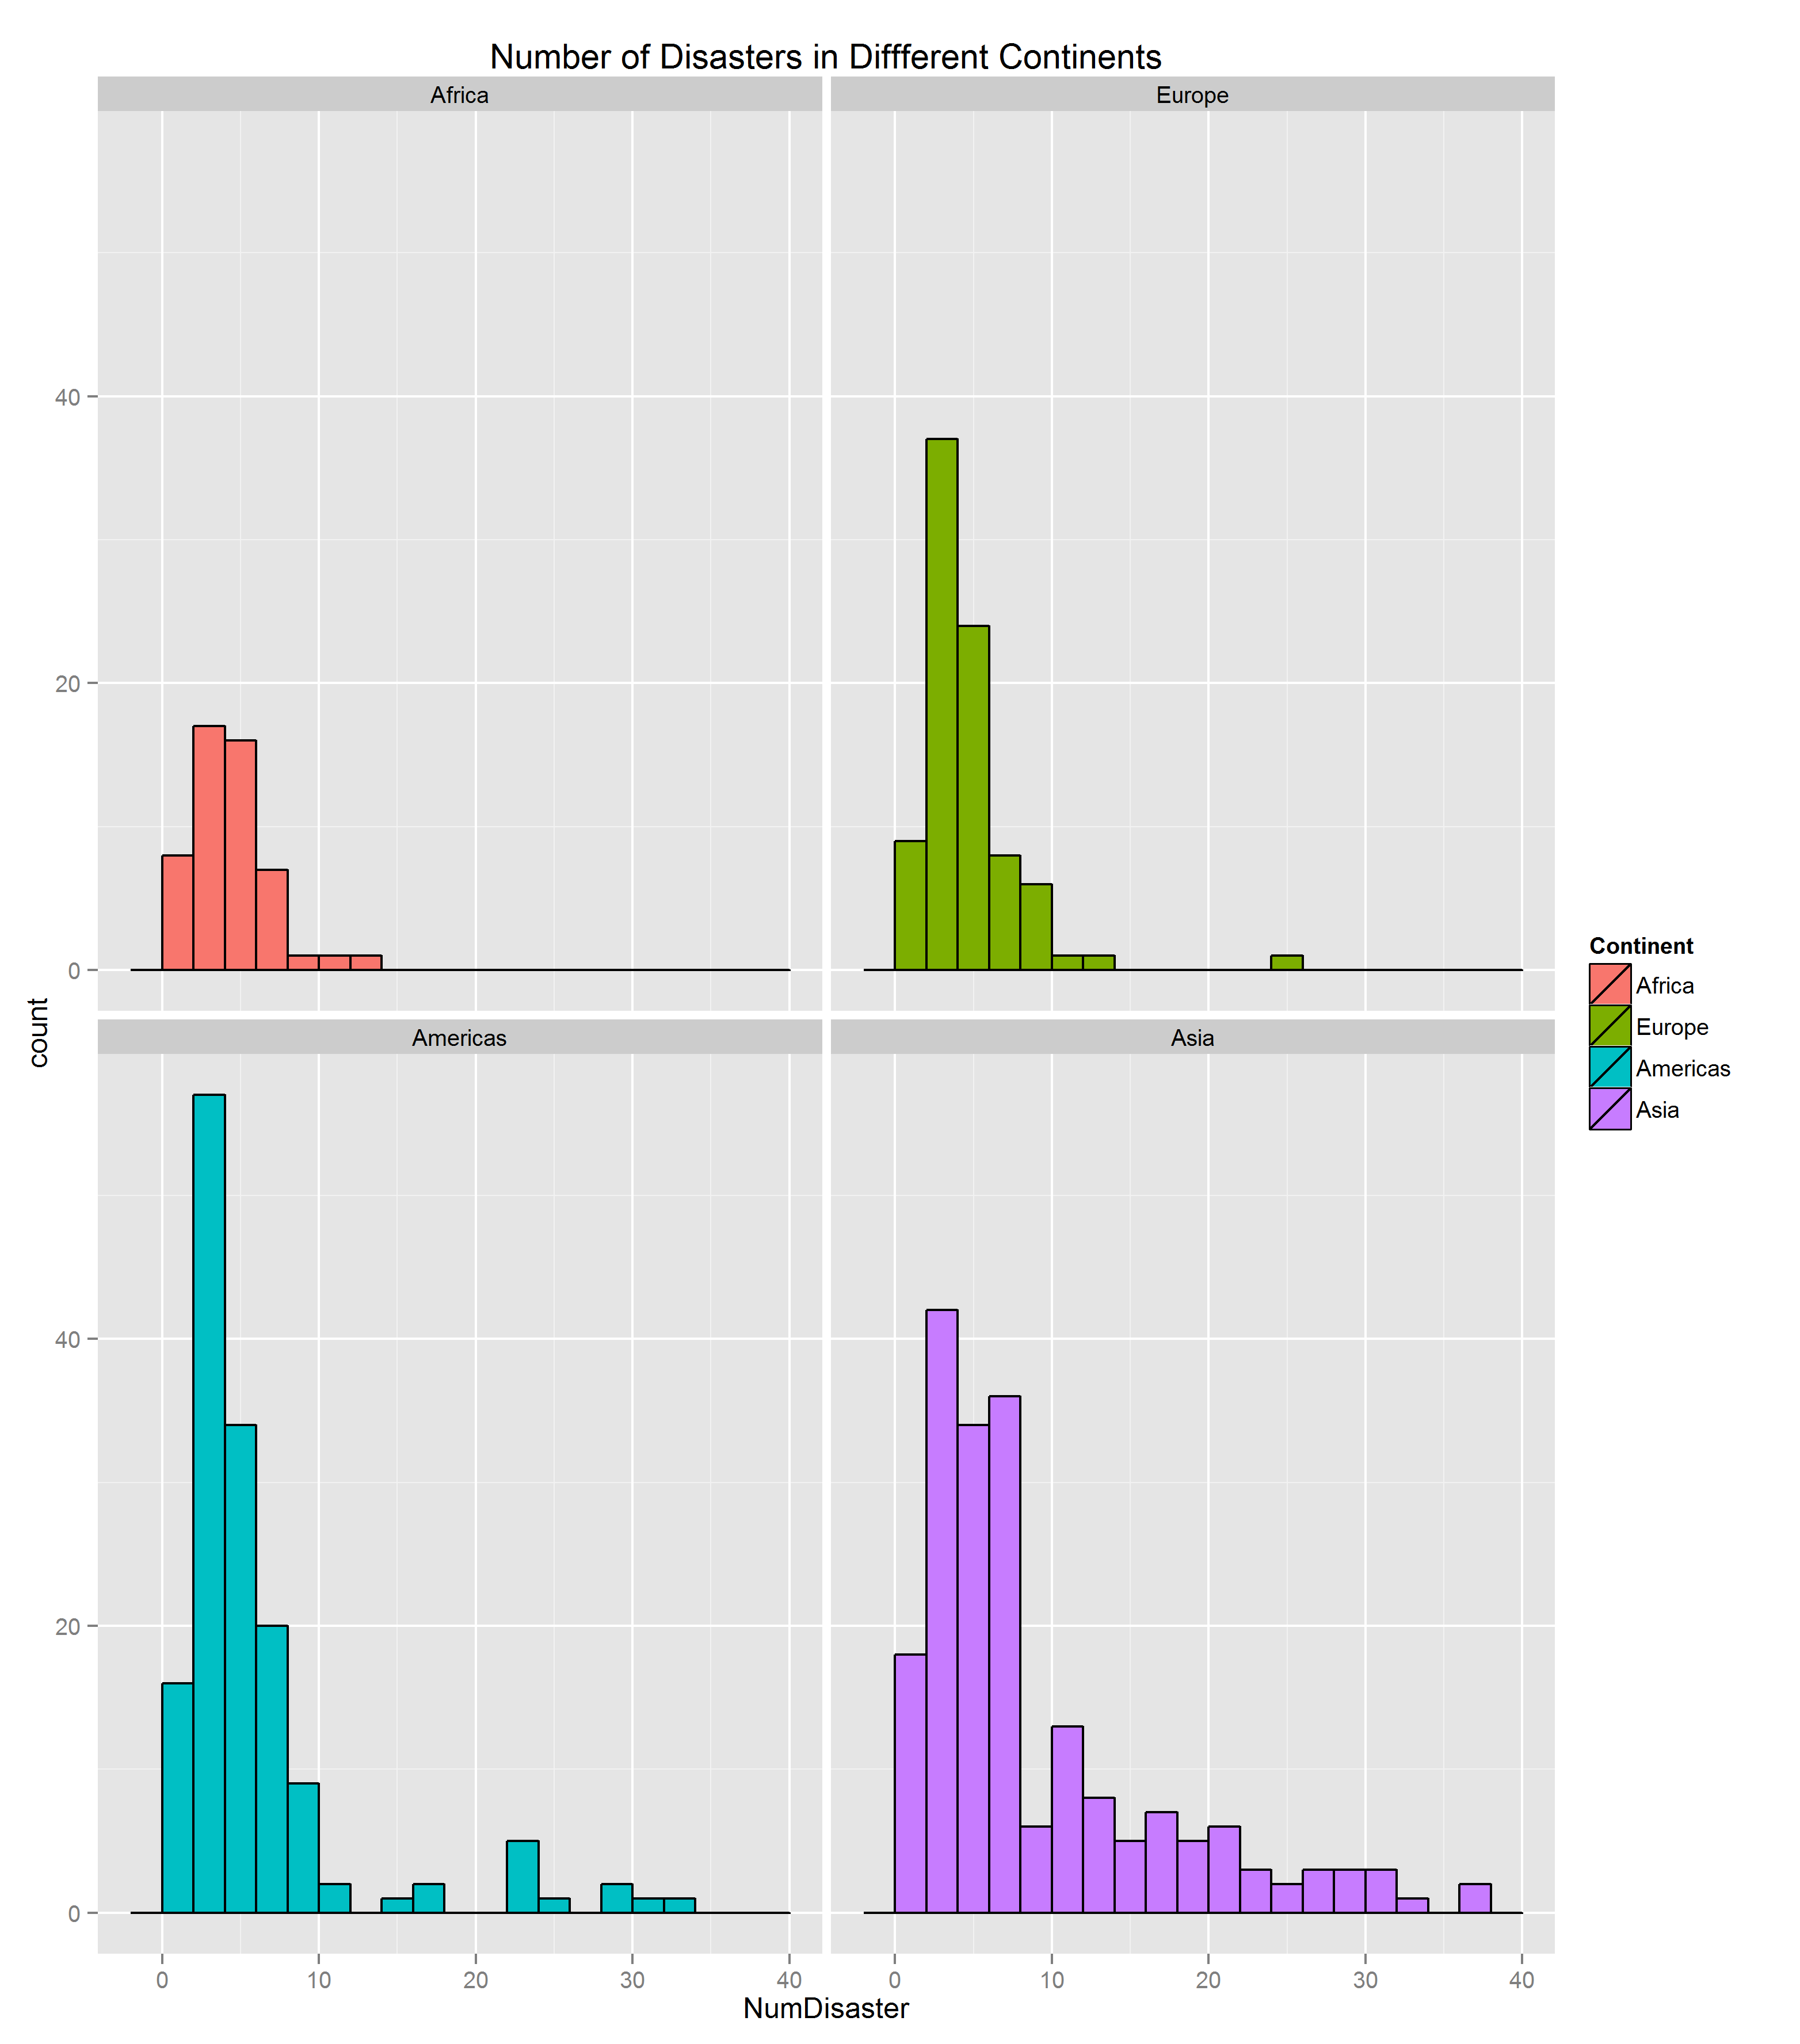 Number of Disasters in Diffferent Continents
Africa
Europe
40
20
0
count
Americas
Asia
40
20
0
0 10 20 30 40
0 10 20 30 40
NumDisaster
Continent
Africa
Europe
Americas
Asia